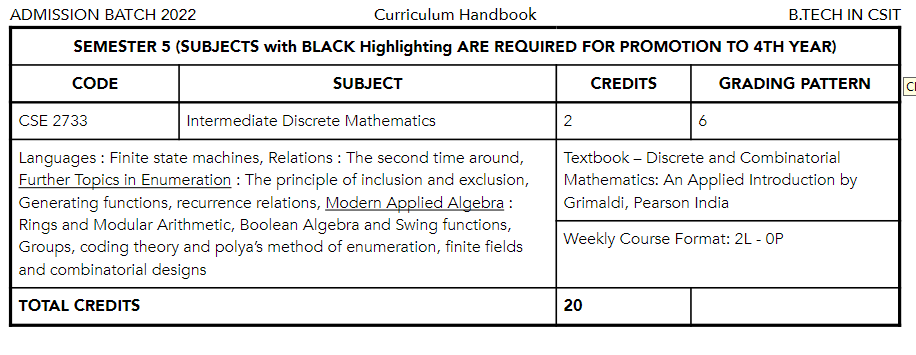 ADMISSION BATCH 2022 Curriculum Handbook B.TECH IN CSIT
SEMESTER 5 (SUBJECTS with BLACK Highlighting ARE REQUIRED FOR PROMOTION TO 4TH YEAR)
CODE SUBJECT CREDITS GRADING PATTERN
CSE 2733 Intermediate Discrete Mathematics 2 6
Languages : Finite state machines, Relations : The second time around,
Further Topics in Enumeration : The principle of inclusion and exclusion,
Generating functions, recurrence relations, Modern Applied Algebra :
Rings and Modular Arithmetic, Boolean Algebra and Swing functions,
Groups, coding theory and polya's method of enumeration, finite fields
and combinatorial designs
Textbook – Discrete and Combinatorial
Mathematics: An Applied Introduction by
Grimaldi, Pearson India
Weekly Course Format: 2L - 0P
TOTAL CREDITS 20